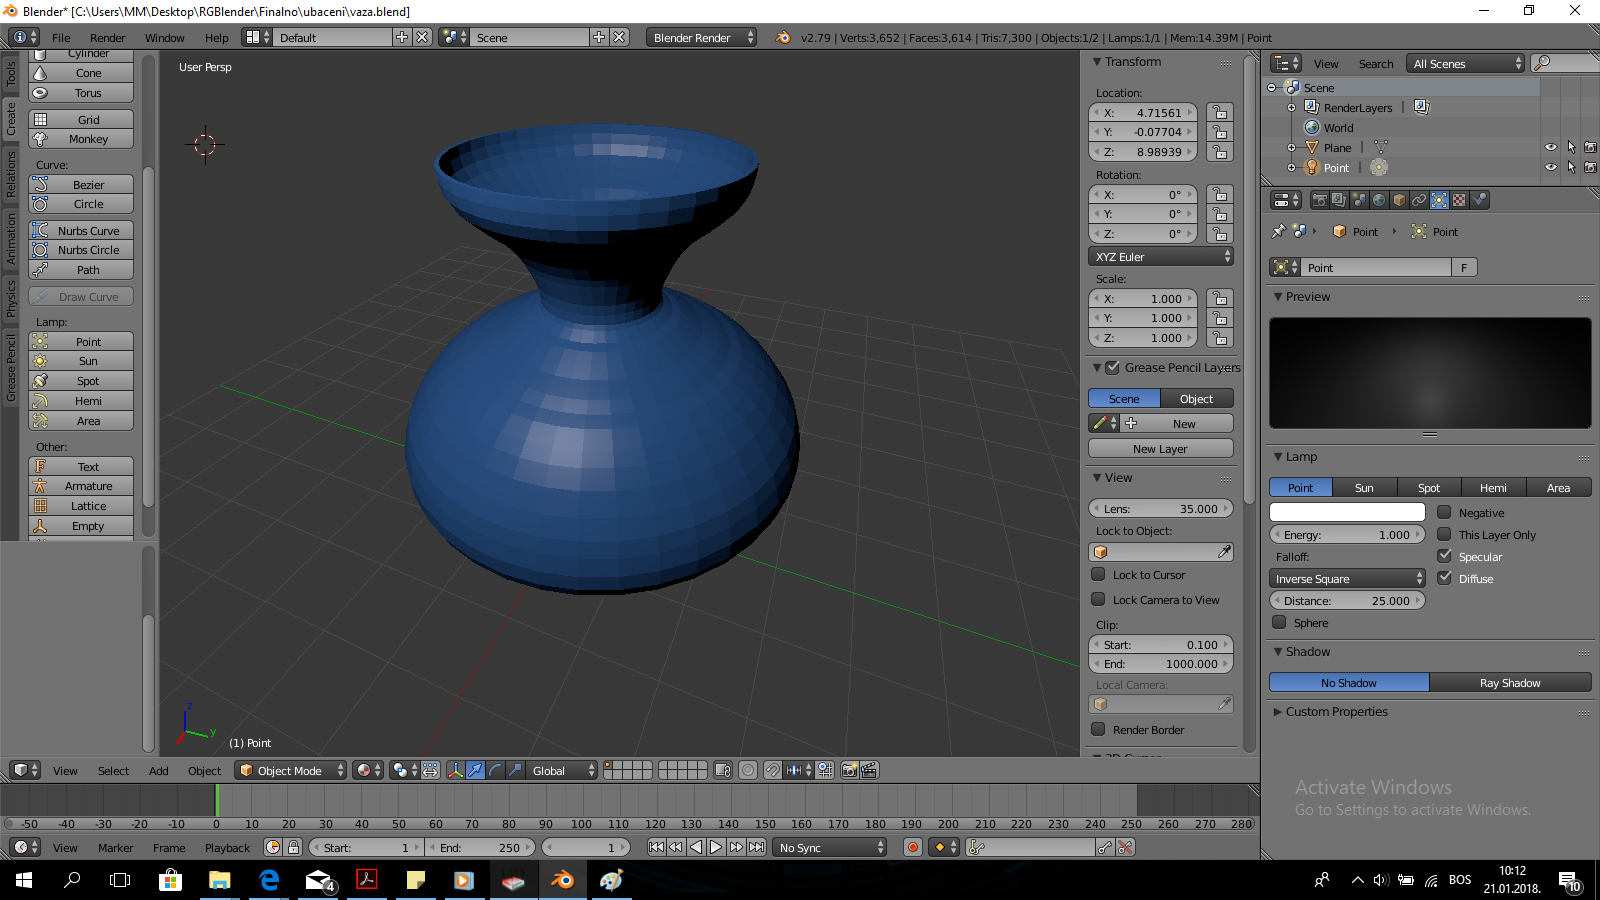 Blender* [C:\Users\MM\Desktop\RGBlender\Finalno\ubaceni\vaza.blend]
File Render Window Help Default Scene Blender Render v2.79 | Verts:3,652 | Faces:3,614 | Tris:7,300 | Objects:1/2 | Lamps:1/1 | Mem:14.39M | Point
Tools
Create
Relations
Animation
Physics
Grease Pencil
Cylinder
Cone
Torus
Grid
Monkey
Curve:
Bezier
Circle
Nurbs Curve
Nurbs Circle
Path
Draw Curve
Lamp:
Point
Sun
Spot
Hemi
Area
Other:
Text
Armature
Lattice
Empty
User Persp
z
y
(1) Point
Transform
Location:
X: 4.71561
Y: -0.07704
Z: 8.98939
Rotation:
X: 0°
Y: 0°
Z: 0°
XYZ Euler
Scale:
X: 1.000
Y: 1.000
Z: 1.000
Grease Pencil Layers
Scene Object
New
New Layer
View
Lens: 35.000
Lock to Object:
Lock to Cursor
Lock Camera to View
Clip:
Start: 0.100
End: 1000.000
Local Camera:
Render Border
3D Cursor
View Search All Scenes
Scene
RenderLayers |
World
Plane |
Point |
Point Point
Point F
Preview
Lamp
Point Sun Spot Hemi Area
Negative
Energy: 1.000 This Layer Only
Falloff: Specular
Inverse Square Diffuse
Distance: 25.000
Sphere
Shadow
No Shadow Ray Shadow
Custom Properties
Activate Windows
Go to Settings to activate Windows.
View Select Add Object Object Mode Global
-50 -40 -30 -20 -10 0 10 20 30 40 50 60 70 80 90 100 110 120 130 140 150 160 170 180 190 200 210 220 230 240 250 260 270 280
View Marker Frame Playback Start: 1 End: 250 1 No Sync
4
BOS
10:12
21.01.2018.
10